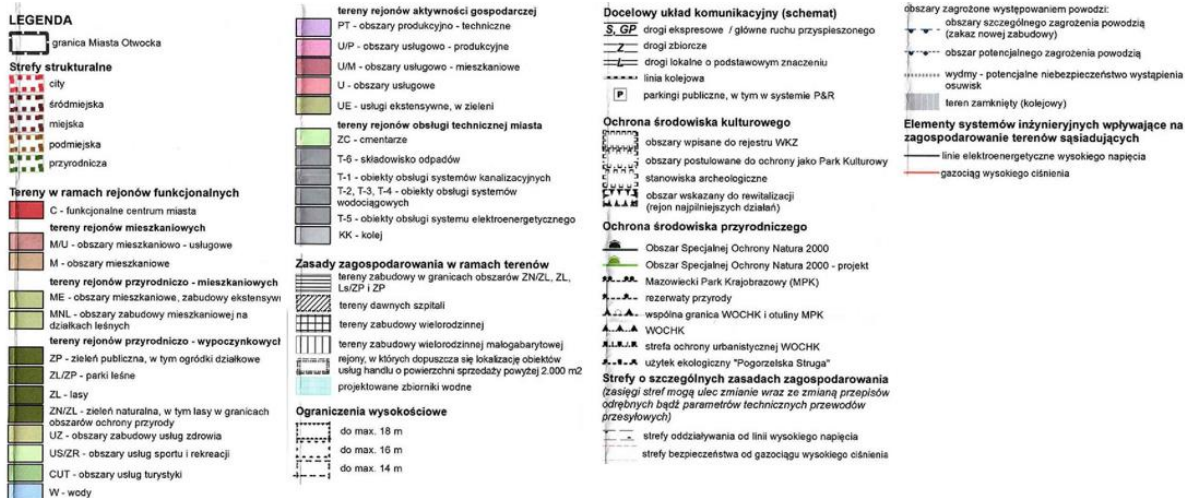 LEGENDA
granica Miasta Otwocka
Strefy strukturalne
city
śródmiejska
miejska
podmiejska
przyrodnicza
Tereny w ramach rejonów funkcjonalnych
C - funkcjonalne centrum miasta
tereny rejonów mieszkaniowych
M/U - obszary mieszkaniowo - usługowe
M - obszary mieszkaniowe
tereny rejonów przyrodniczo - mieszkaniowych
ME - obszary mieszkaniowe, zabudowy ekstensywn
MNL - obszary zabudowy mieszkaniowej na
działkach leśnych
tereny rejonów przyrodniczo - wypoczynkowych
ZP - zieleń publiczna, w tym ogródki działkowe
ZL/ZP - parki leśne
ZL - lasy
ZN/ZL - zieleń naturalna, w tym lasy w granicach
obszarów ochrony przyrody
UZ - obszary zabudowy usług zdrowia
US/ZR - obszary usług sportu i rekreacji
CUT - obszary usług turystyki
W - wody
tereny rejonów aktywności gospodarczej
PT - obszary produkcyjno - techniczne
U/P - obszary usługowo - produkcyjne
U/M - obszary usługowo - mieszkaniowe
U - obszary usługowe
UE - usługi ekstensywne, w zieleni
tereny rejonów obsługi technicznej miasta
ZC - cmentarze
T-6 - składowisko odpadów
T-1 - obiekty obsługi systemów kanalizacyjnych
T-2, T-3, T-4 - obiekty obsługi systemów
wodociągowych
T-5 - obiekty obsługi systemu elektroenergetycznego
KK - kolej
Zasady zagospodarowania w ramach terenów
tereny zabudowy w granicach obszarów ZN/ZL, ZL,
Ls/ZP i ZP
tereny dawnych szpitali
tereny zabudowy wielorodzinnej
tereny zabudowy wielorodzinnej małogabarytowej
rejony, w których dopuszcza się lokalizację obiektów
usług handlu o powierzchni sprzedaży powyżej 2.000 m2
projektowane zbiorniki wodne
Ograniczenia wysokościowe
do max. 18 m
do max. 16 m
do max. 14 m
Docelowy układ komunikacyjny (schemat)
S, GP drogi ekspresowe / główne ruchu przyspieszonego
Z drogi zbiorcze
L drogi lokalne o podstawowym znaczeniu
linia kolejowa
P parkingi publiczne, w tym w systemie P&R
Ochrona środowiska kulturowego
obszary wpisane do rejestru WKZ
obszary postulowane do ochrony jako Park Kulturowy
stanowiska archeologiczne
obszar wskazany do rewitalizacji
(rejon najpilniejszych działań)
Ochrona środowiska przyrodniczego
Obszar Specjalnej Ochrony Natura 2000
Obszar Specjalnej Ochrony Natura 2000 - projekt
Mazowiecki Park Krajobrazowy (MPK)
rezerwaty przyrody
wspólna granica WOCHK i otuliny MPK
WOCHK
strefa ochrony urbanistycznej WOCHK
użytek ekologiczny "Pogorzelska Struga"
Strefy o szczególnych zasadach zagospodarowania
(zasięgi stref mogą ulec zmianie wraz ze zmianą przepisów
odrębnych bądź parametrów technicznych przewodów
przesyłowych)
strefy oddziaływania od linii wysokiego napięcia
strefy bezpieczeństwa od gazociągu wysokiego ciśnienia
obszary zagrożone występowaniem powodzi:
obszary szczególnego zagrożenia powodzią
(zakaz nowej zabudowy)
obszar potencjalnego zagrożenia powodzią
wydmy - potencjalne niebezpieczeństwo wystąpienia
osuwisk
teren zamknięty (kolejowy)
Elementy systemów inżynieryjnych wpływające na
zagospodarowanie terenów sąsiadujących
linie elektroenergetyczne wysokiego napięcia
gazociąg wysokiego ciśnienia